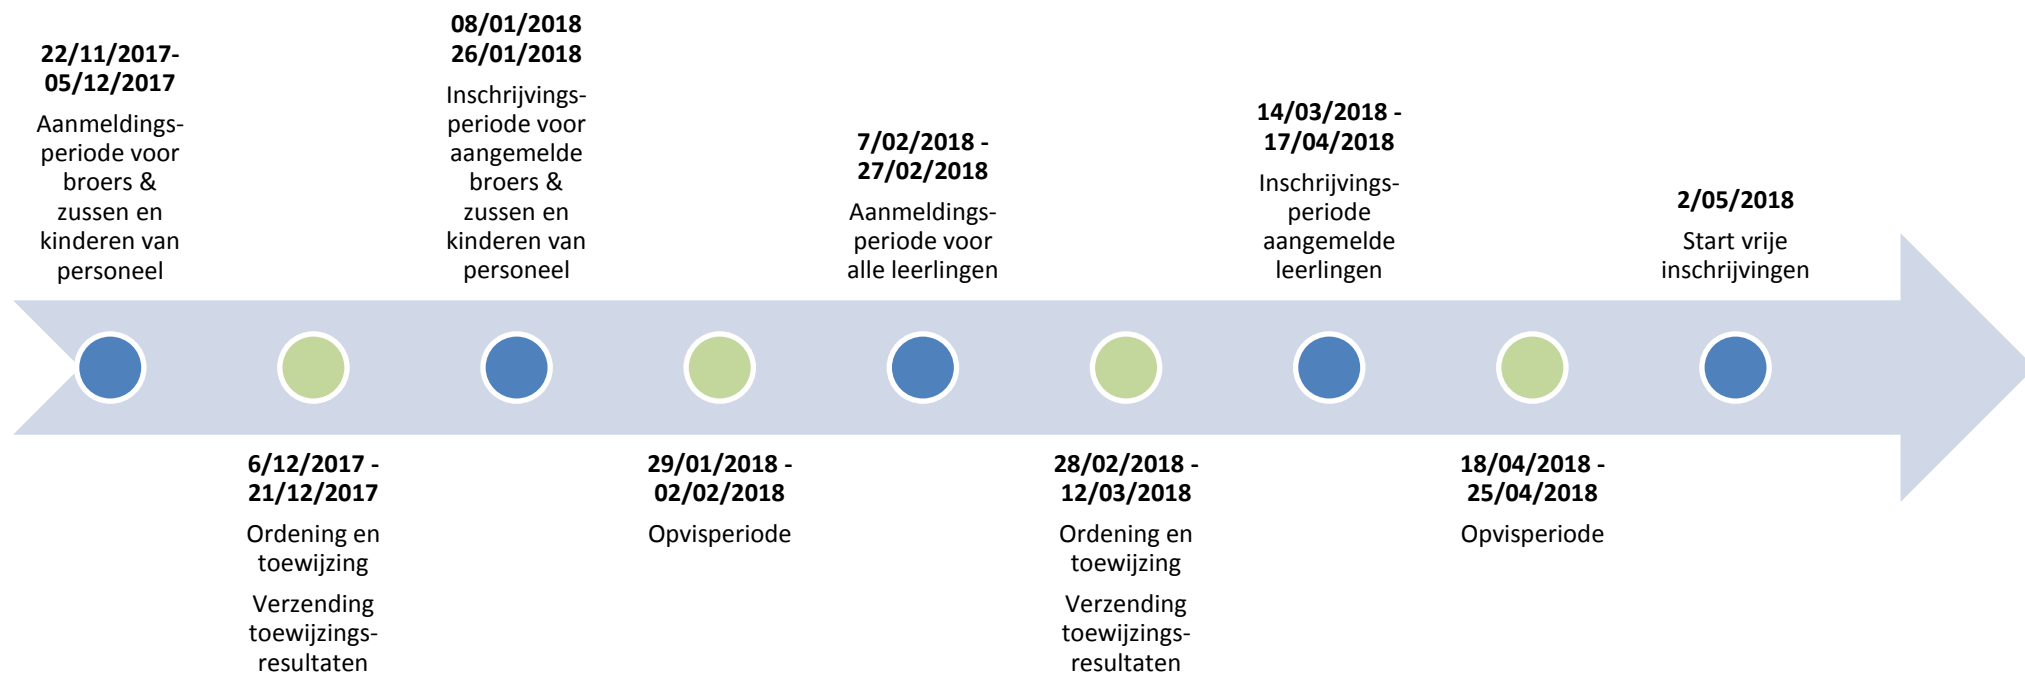 22/11/2017-
05/12/2017
Aanmeldings-
periode voor
broers &
zussen en
kinderen van
personeel
6/12/2017 -
21/12/2017
Ordening en
toewijzing
Verzending
toewijzings-
resultaten
08/01/2018
26/01/2018
Inschrijvings-
periode voor
aangemelde
broers &
zussen en
kinderen van
personeel
29/01/2018 -
02/02/2018
Opvisperiode
7/02/2018 -
27/02/2018
Aanmeldings-
periode voor
alle leerlingen
28/02/2018 -
12/03/2018
Ordening en
toewijzing
Verzending
toewijzings-
resultaten
14/03/2018 -
17/04/2018
Inschrijvings-
periode
aangemelde
leerlingen
18/04/2018 -
25/04/2018
Opvisperiode
2/05/2018
Start vrije
inschrijvingen